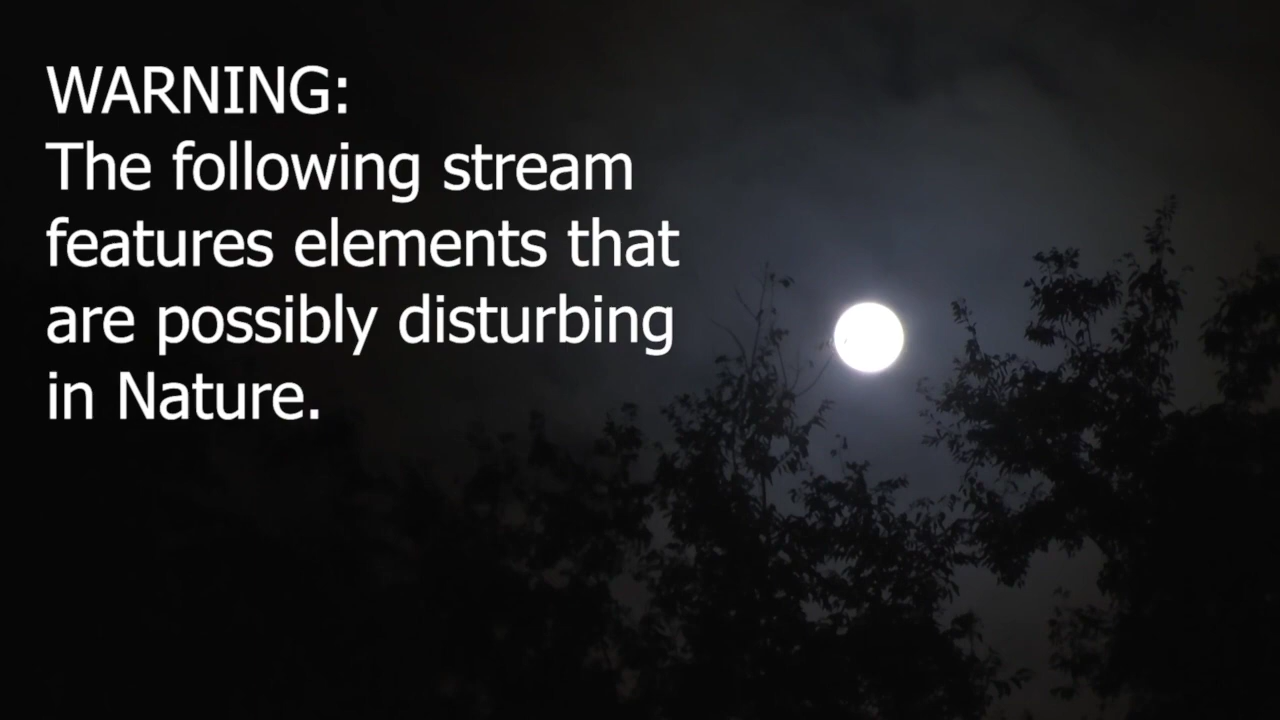 WARNING:
The following stream
features elements that
are possibly disturbing
in Nature.